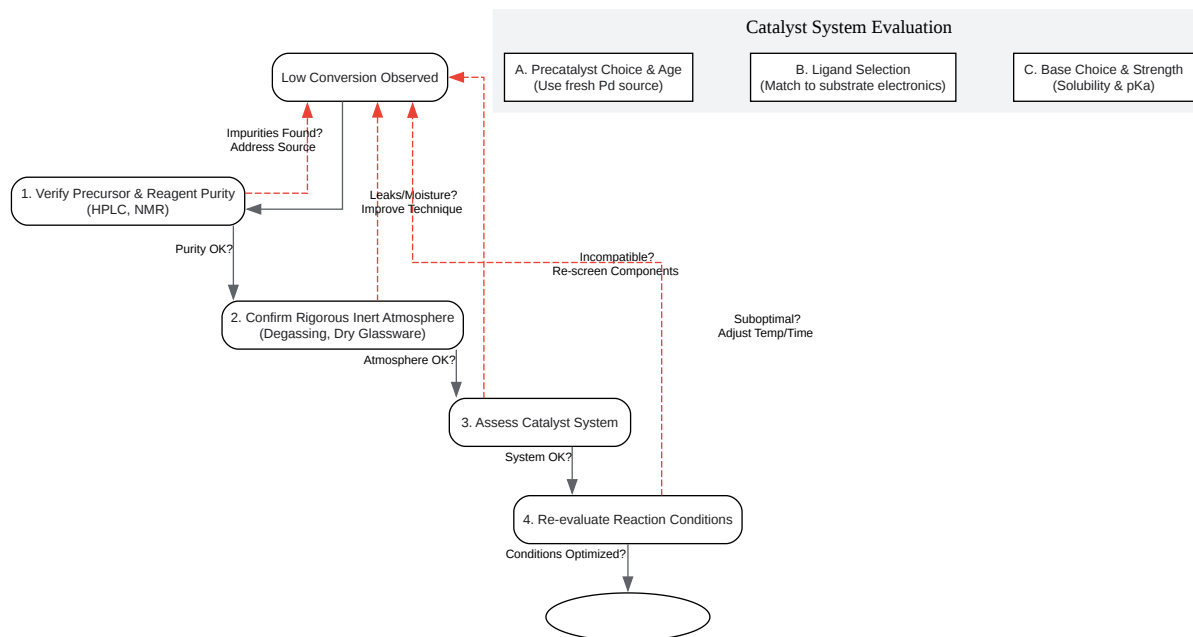 Catalyst System Evaluation
Low Conversion Observed
A. Precatalyst Choice & Age
(Use fresh Pd source)
B. Ligand Selection
(Match to substrate electronics)
C. Base Choice & Strength
(Solubility & pKa)
Impurities Found?
Address Source
1. Verify Precursor & Reagent Purity
(HPLC, NMR)
Leaks/Moisture?
Improve Technique
Purity OK?
Incompatible?
Re-screen Components
2. Confirm Rigorous Inert Atmosphere
(Degassing, Dry Glassware)
Suboptimal?
Adjust Temp/Time
Atmosphere OK?
3. Assess Catalyst System
System OK?
4. Re-evaluate Reaction Conditions
Conditions Optimized?